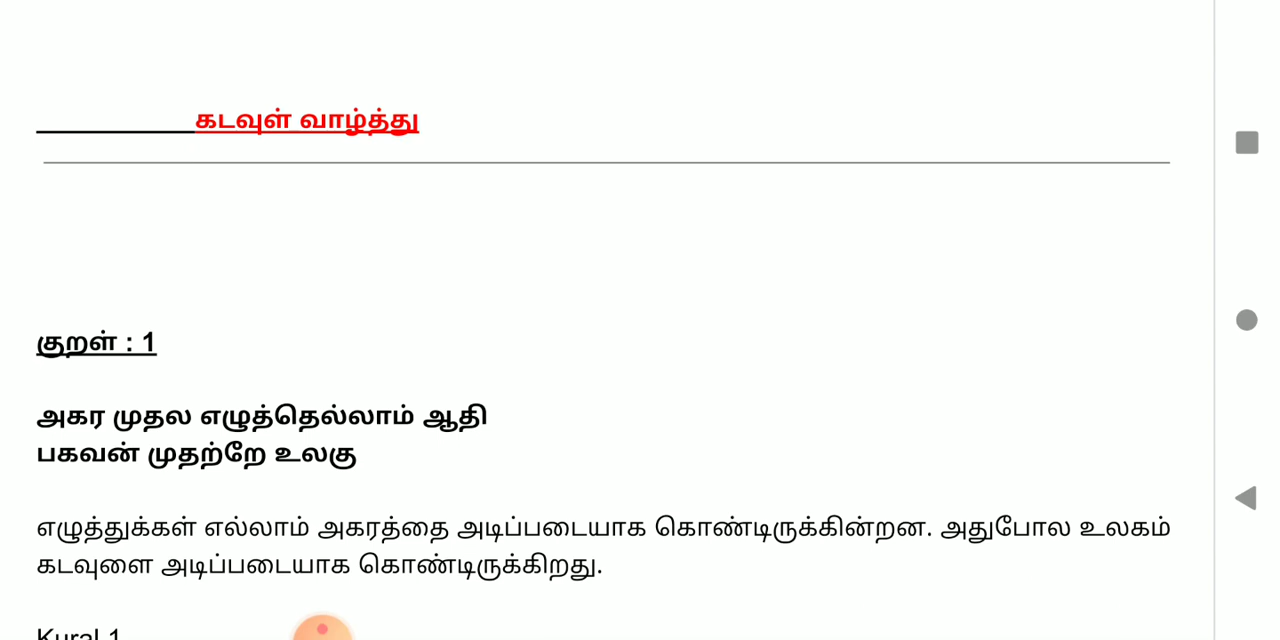 கடவுள் வாழ்த்து
குறள் : 1
அகர முதல எழுத்தெல்லாம் ஆதி
பகவன் முதற்றே உலகு
எழுத்துக்கள் எல்லாம் அகரத்தை அடிப்படையாக கொண்டிருக்கின்றன. அதுபோல உலகம்
கடவுளை அடிப்படையாக கொண்டிருக்கிறது.
Kural 1